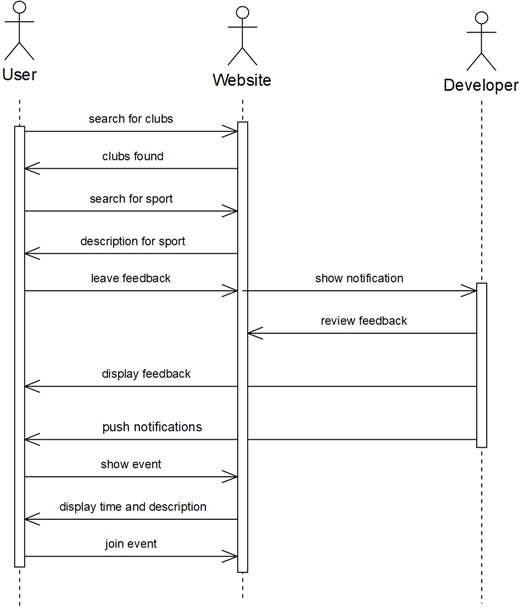 User
Website
Developer
search for clubs
clubs found
search for sport
description for sport
leave feedback
show notification
review feedback
display feedback
push notifications
show event
display time and description
join event